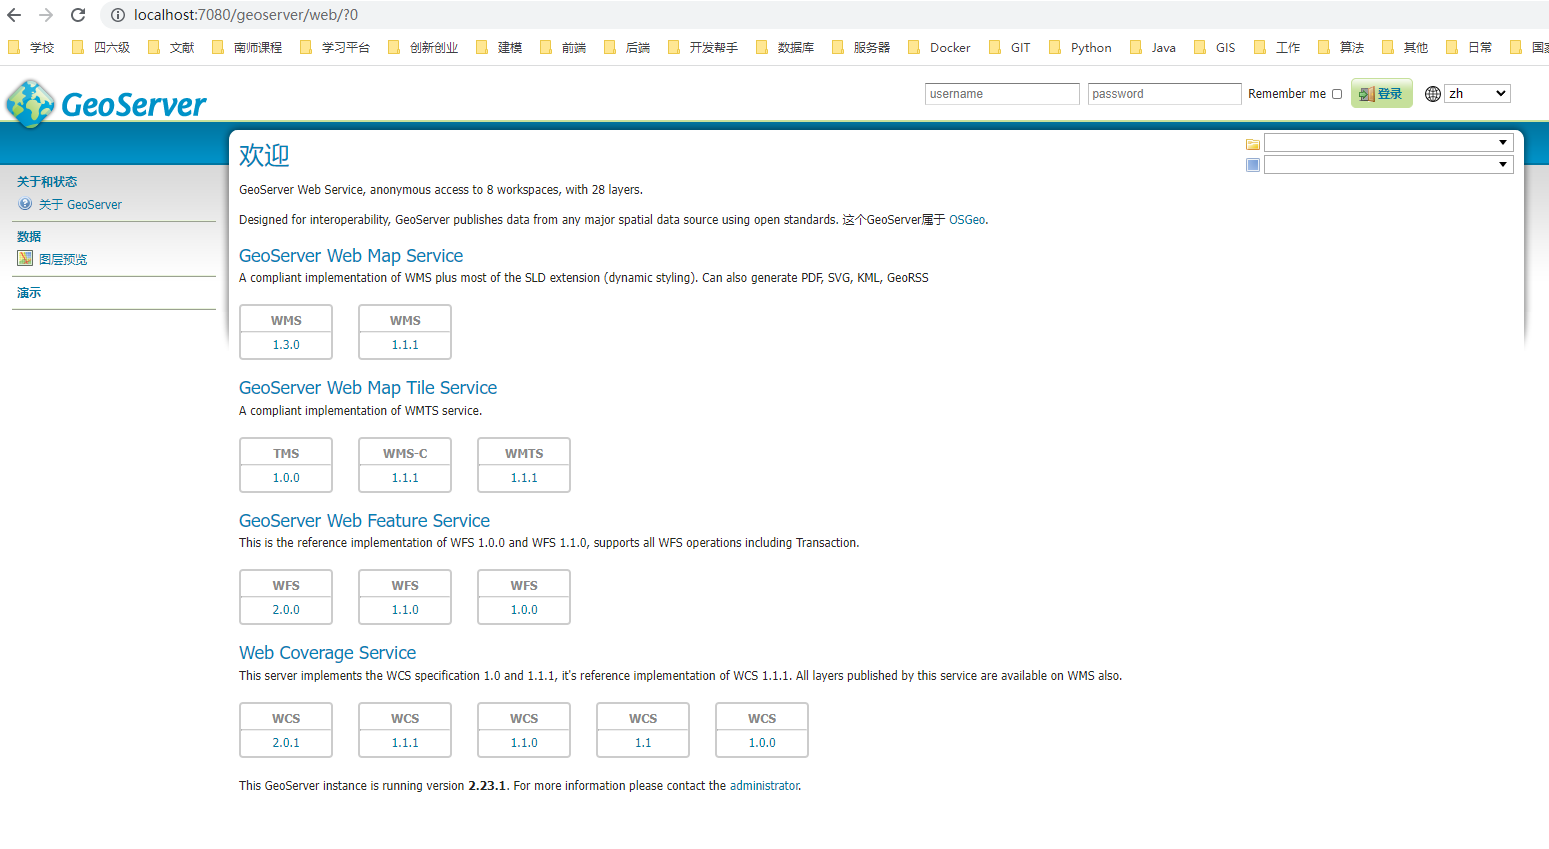 localhost:7080/geoserver/web/?0
学校 四六级 文献 南师课程 学习平台 创新创业 建模 前端 后端 开发帮手 数据库 服务器 Docker GIT Python Java GIS 工作 算法 其他 日常
GeoServer
username password Remember me 登录 zh
欢迎
关于和状态
关于 GeoServer
数据
图层预览
演示
GeoServer Web Service, anonymous access to 8 workspaces, with 28 layers.
Designed for interoperability, GeoServer publishes data from any major spatial data source using open standards. 这个GeoServer属于 OSGeo.
GeoServer Web Map Service
A compliant implementation of WMS plus most of the SLD extension (dynamic styling). Can also generate PDF, SVG, KML, GeoRSS
WMS WMS
1.3.0 1.1.1
GeoServer Web Map Tile Service
A compliant implementation of WMTS service.
TMS WMS-C WMTS
1.0.0 1.1.1 1.1.1
GeoServer Web Feature Service
This is the reference implementation of WFS 1.0.0 and WFS 1.1.0, supports all WFS operations including Transaction.
WFS WFS WFS
2.0.0 1.1.0 1.0.0
Web Coverage Service
This server implements the WCS specification 1.0 and 1.1.1, it's reference implementation of WCS 1.1.1. All layers published by this service are available on WMS also.
WCS WCS WCS WCS WCS
2.0.1 1.1.1 1.1.0 1.1 1.0.0
This GeoServer instance is running version 2.23.1. For more information please contact the administrator.